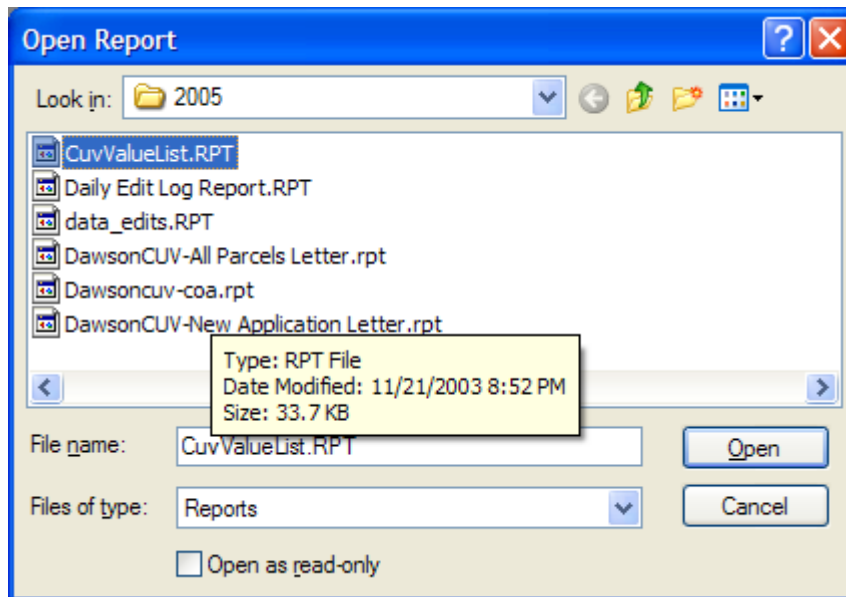 Open Report
Look in: 2005
CuvValueList.RPT
Daily Edit Log Report.RPT
data_edits.RPT
DawsonCUV-All Parcels Letter.rpt
Dawsoncuv-coa.rpt
DawsonCUV-New Application Letter.rpt
Type: RPT File
Date Modified: 11/21/2003 8:52 PM
Size: 33.7 KB
File name: CuvValueList.RPT Open
Files of type: Reports Cancel
Open as read-only